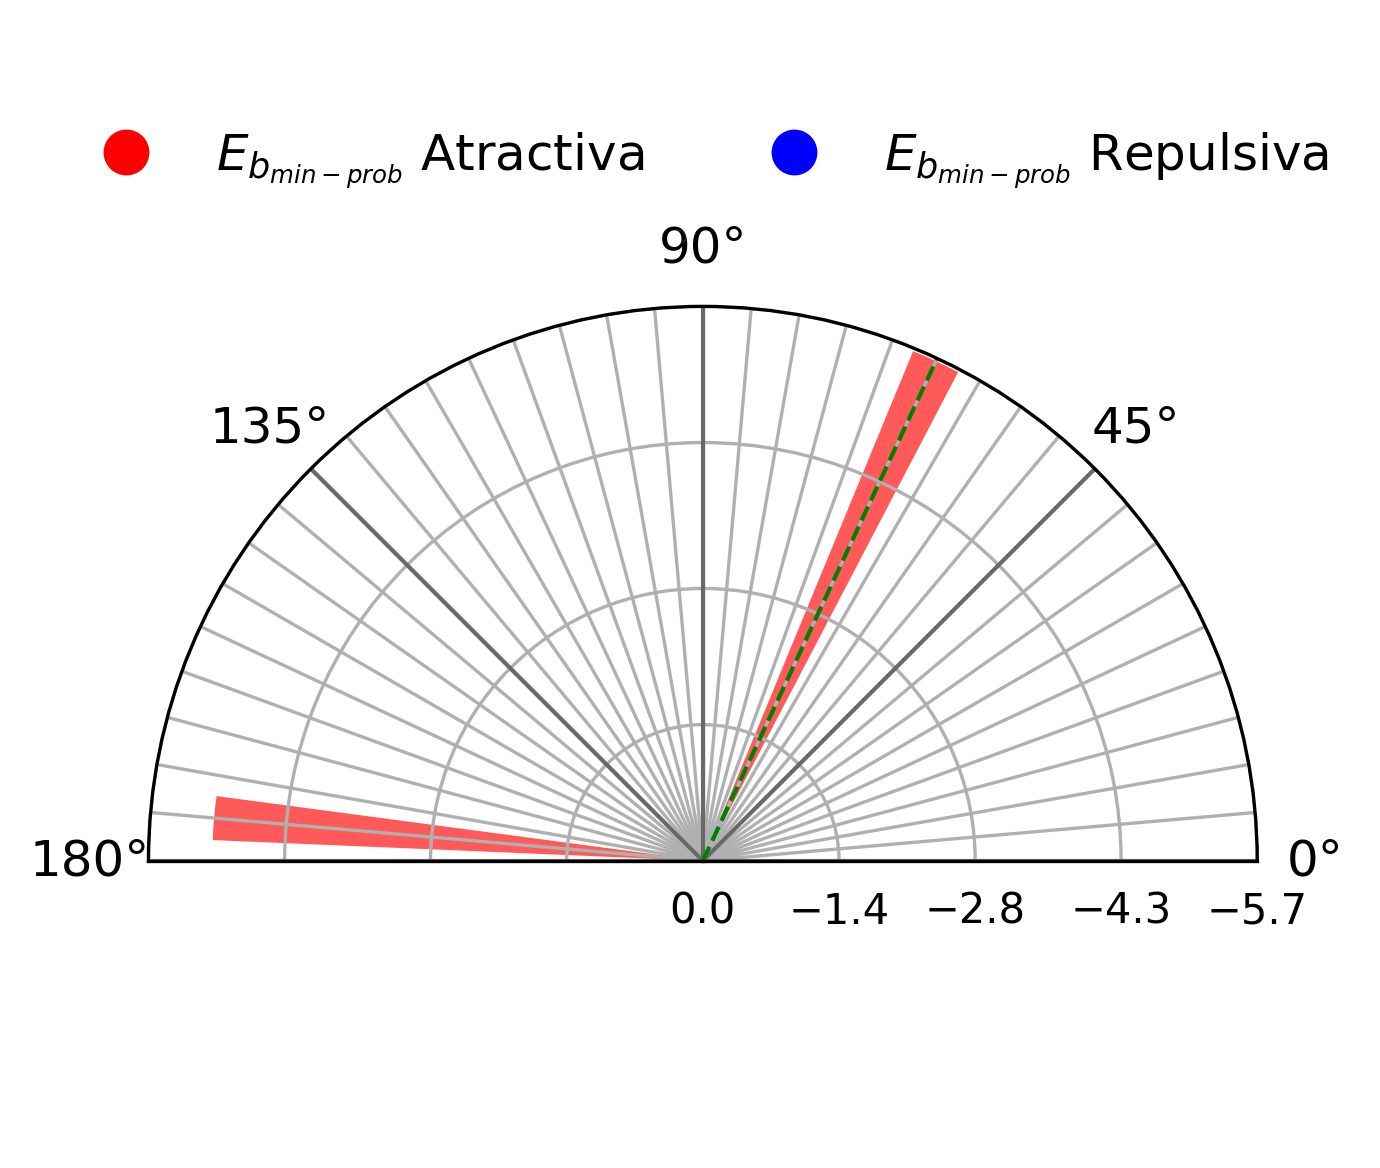 E_{b_{min-prob}} Atractiva E_{b_{min-prob}} Repulsiva
90°
135° 45°
180° 0°
0.0 −1.4 −2.8 −4.3 −5.7